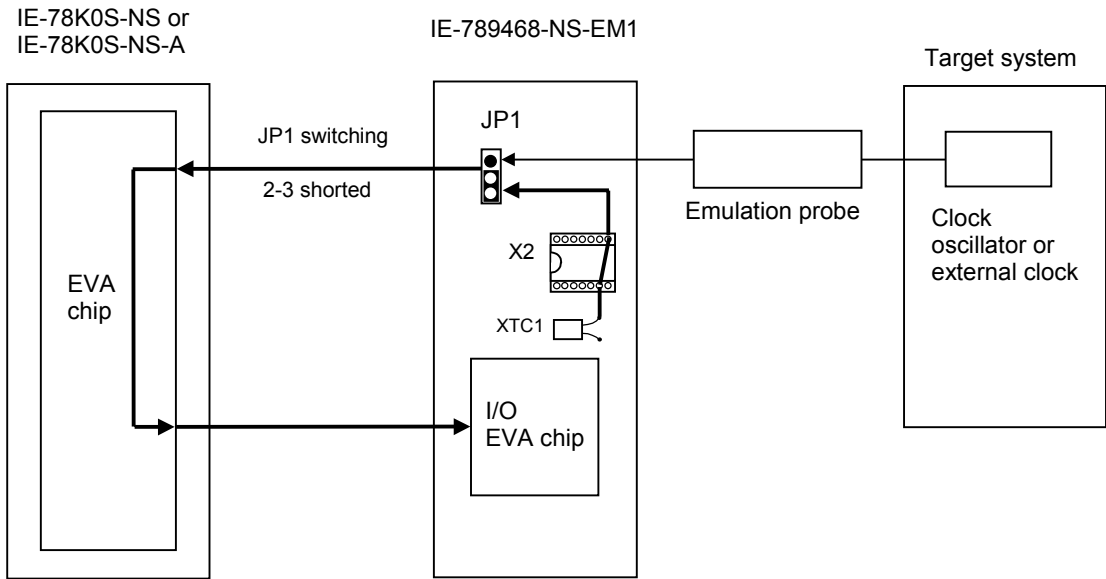 IE-78K0S-NS or
IE-78K0S-NS-A
IE-789468-NS-EM1
Target system
JP1
JP1 switching
2-3 shorted
Emulation probe
Clock
oscillator or
external clock
X2
EVA
chip
XTC1
I/O
EVA chip